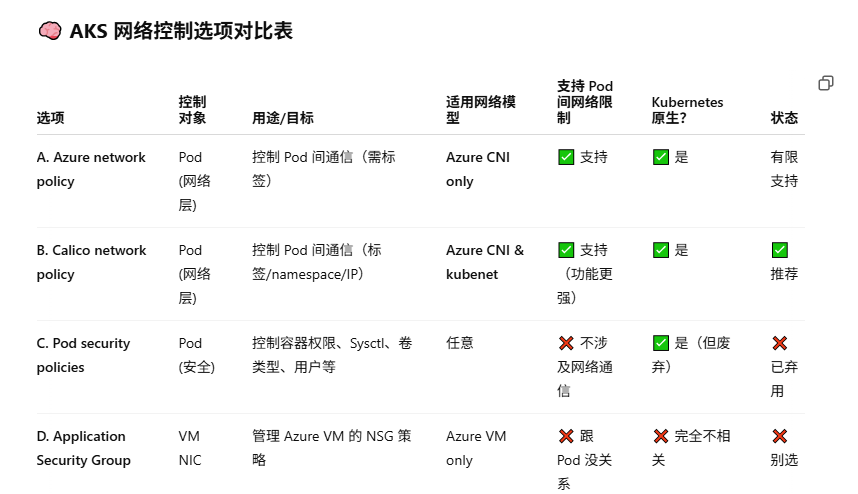 🧠 AKS 网络控制选项对比表
选项 控制对象 用途/目标 适用网络模型 支持 Pod 间网络限制 Kubernetes 原生? 状态
A. Azure network policy Pod (网络层) 控制 Pod 间通信（需标签） Azure CNI only ✅ 支持 ✅ 是 有限支持
B. Calico network policy Pod (网络层) 控制 Pod 间通信（标签/namespace/IP） Azure CNI & kubenet ✅ 支持（功能更强） ✅ 是 ✅ 推荐
C. Pod security policies Pod (安全) 控制容器权限、Sysctl、卷类型、用户等 任意 ❌ 不涉及网络通信 ✅ 是（但废弃） ❌ 已弃用
D. Application Security Group VM NIC 管理 Azure VM 的 NSG 策略 Azure VM only ❌ 跟 Pod 没关系 ❌ 完全不相关 ❌ 别选